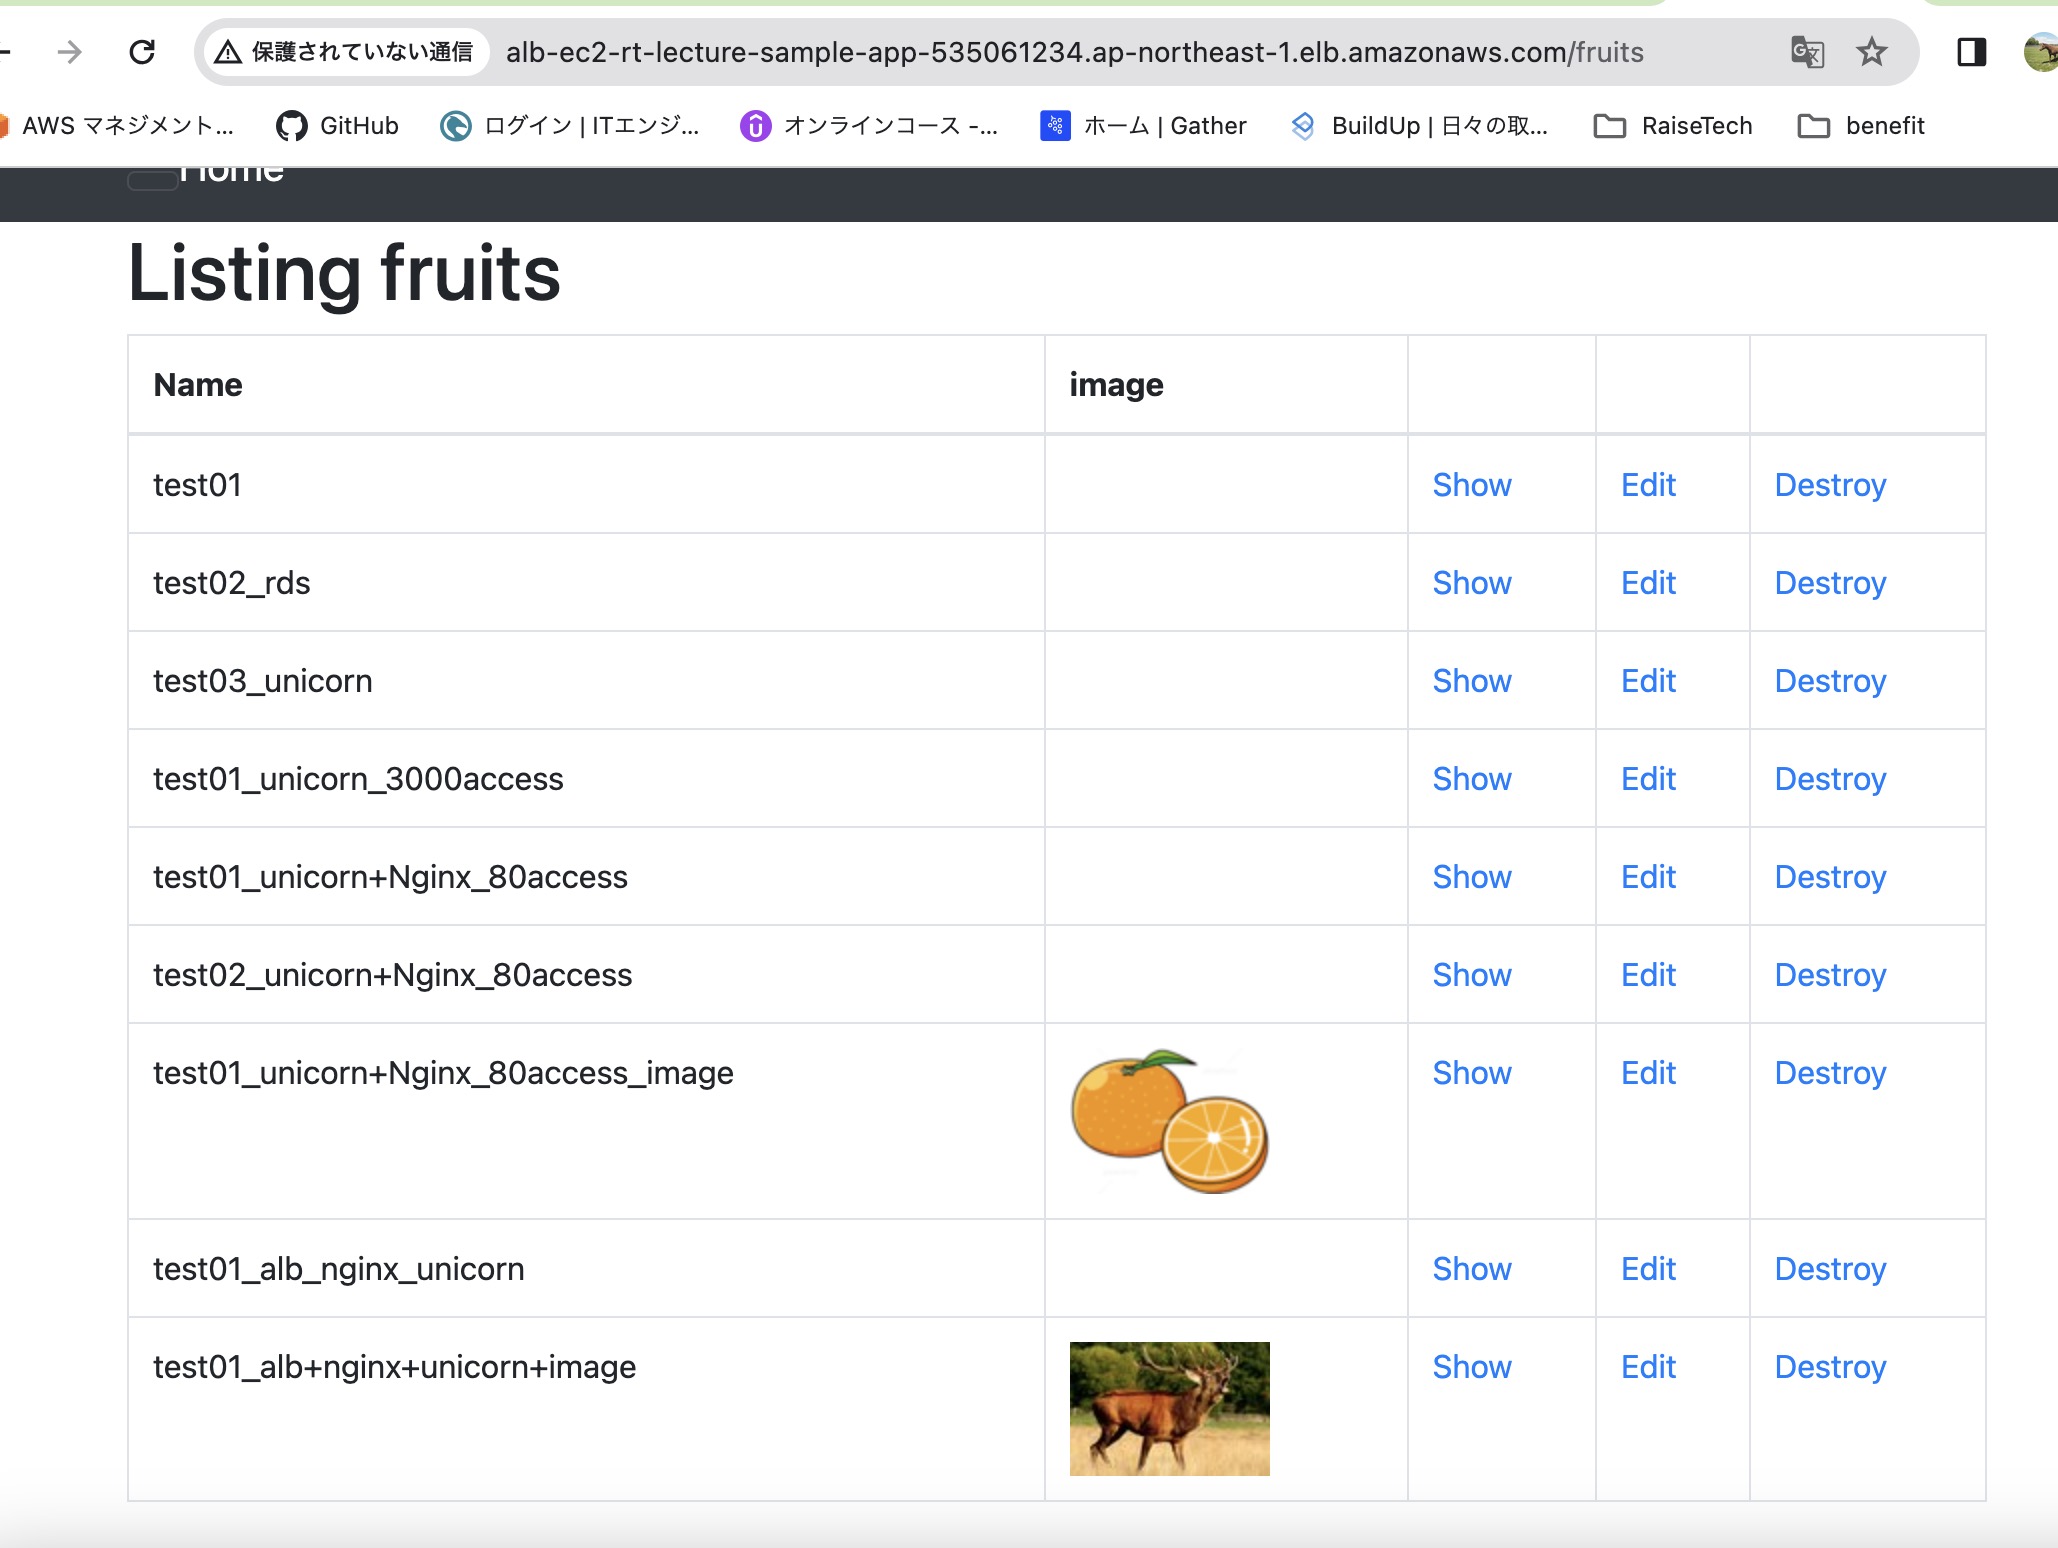 保護されていない通信 alb-ec2-rt-lecture-sample-app-535061234.ap-northeast-1.elb.amazonaws.com/fruits
AWS マネジメント... GitHub ログイン | ITエンジ... オンラインコース -... ホーム | Gather BuildUp | 日々の取... RaiseTech benefit
Home
Listing fruits
Name image
test01 Show Edit Destroy
test02_rds Show Edit Destroy
test03_unicorn Show Edit Destroy
test01_unicorn_3000access Show Edit Destroy
test01_unicorn+Nginx_80access Show Edit Destroy
test02_unicorn+Nginx_80access Show Edit Destroy
test01_unicorn+Nginx_80access_image Show Edit Destroy
test01_alb_nginx_unicorn Show Edit Destroy
test01_alb+nginx+unicorn+image Show Edit Destroy